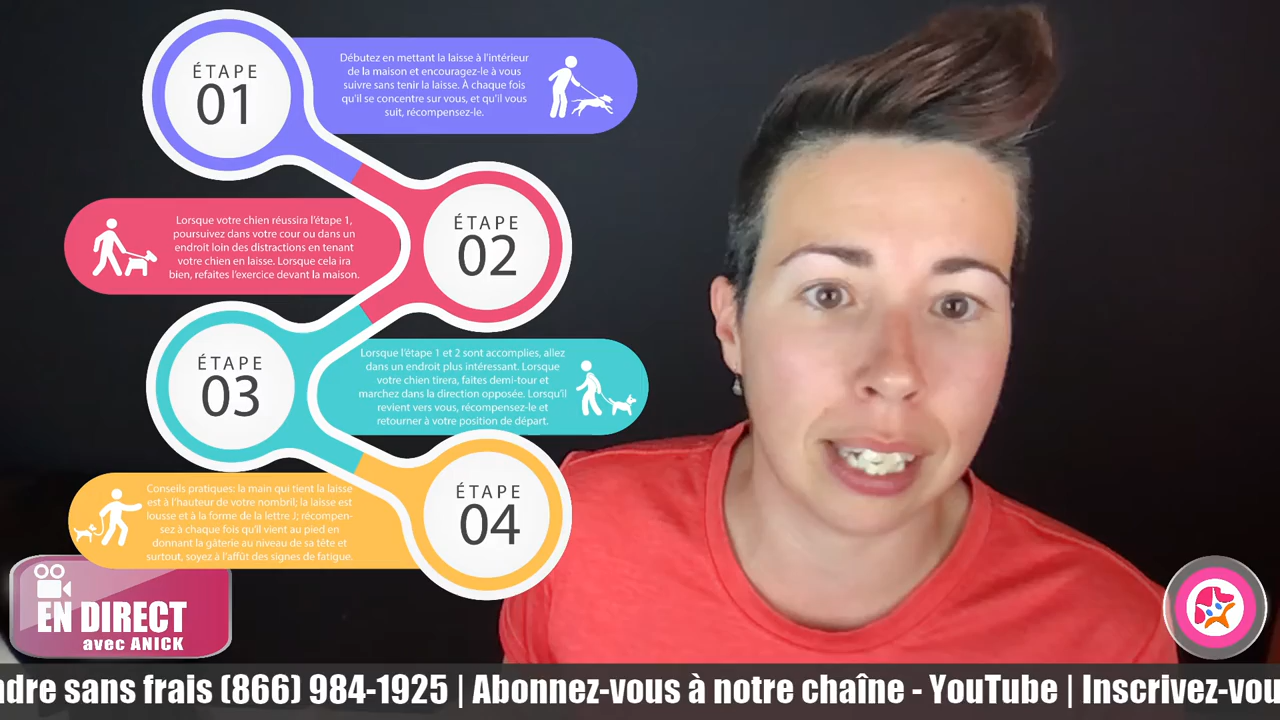 ÉTAPE
01
Débutez en mettant la laisse à l'intérieur
de la maison et encouragez-le à vous
suivre sans tenir la laisse. À chaque fois
qu'il se concentre sur vous, et qu'il vous
suit, récompensez-le.
Lorsque votre chien réussira l'étape 1,
poursuivez dans votre cour ou dans un
endroit loin des distractions en tenant
votre chien en laisse. Lorsque cela ira
bien, refaites l'exercice devant la maison.
ÉTAPE
02
ÉTAPE
03
Lorsque l'étape 1 et 2 sont accomplies, allez
dans un endroit plus intéressant. Lorsque
votre chien tirera, faites demi-tour et
marchez dans la direction opposée. Lorsqu'il
revient vers vous, récompensez-le et
retourner à votre position de départ.
Conseils pratiques: la main qui tient la laisse
est à l'hauteur de votre nombril; la laisse est
lousse et à la forme de la lettre J; récompen-
sez à chaque fois qu'il vient au pied en
donnant la gâterie au niveau de sa tête et
surtout, soyez à l'affût des signes de fatigue.
ÉTAPE
04
EN DIRECT
avec ANICK
ndre sans frais (866) 984-1925 | Abonnez-vous à notre chaîne - YouTube | Inscrivez-vou